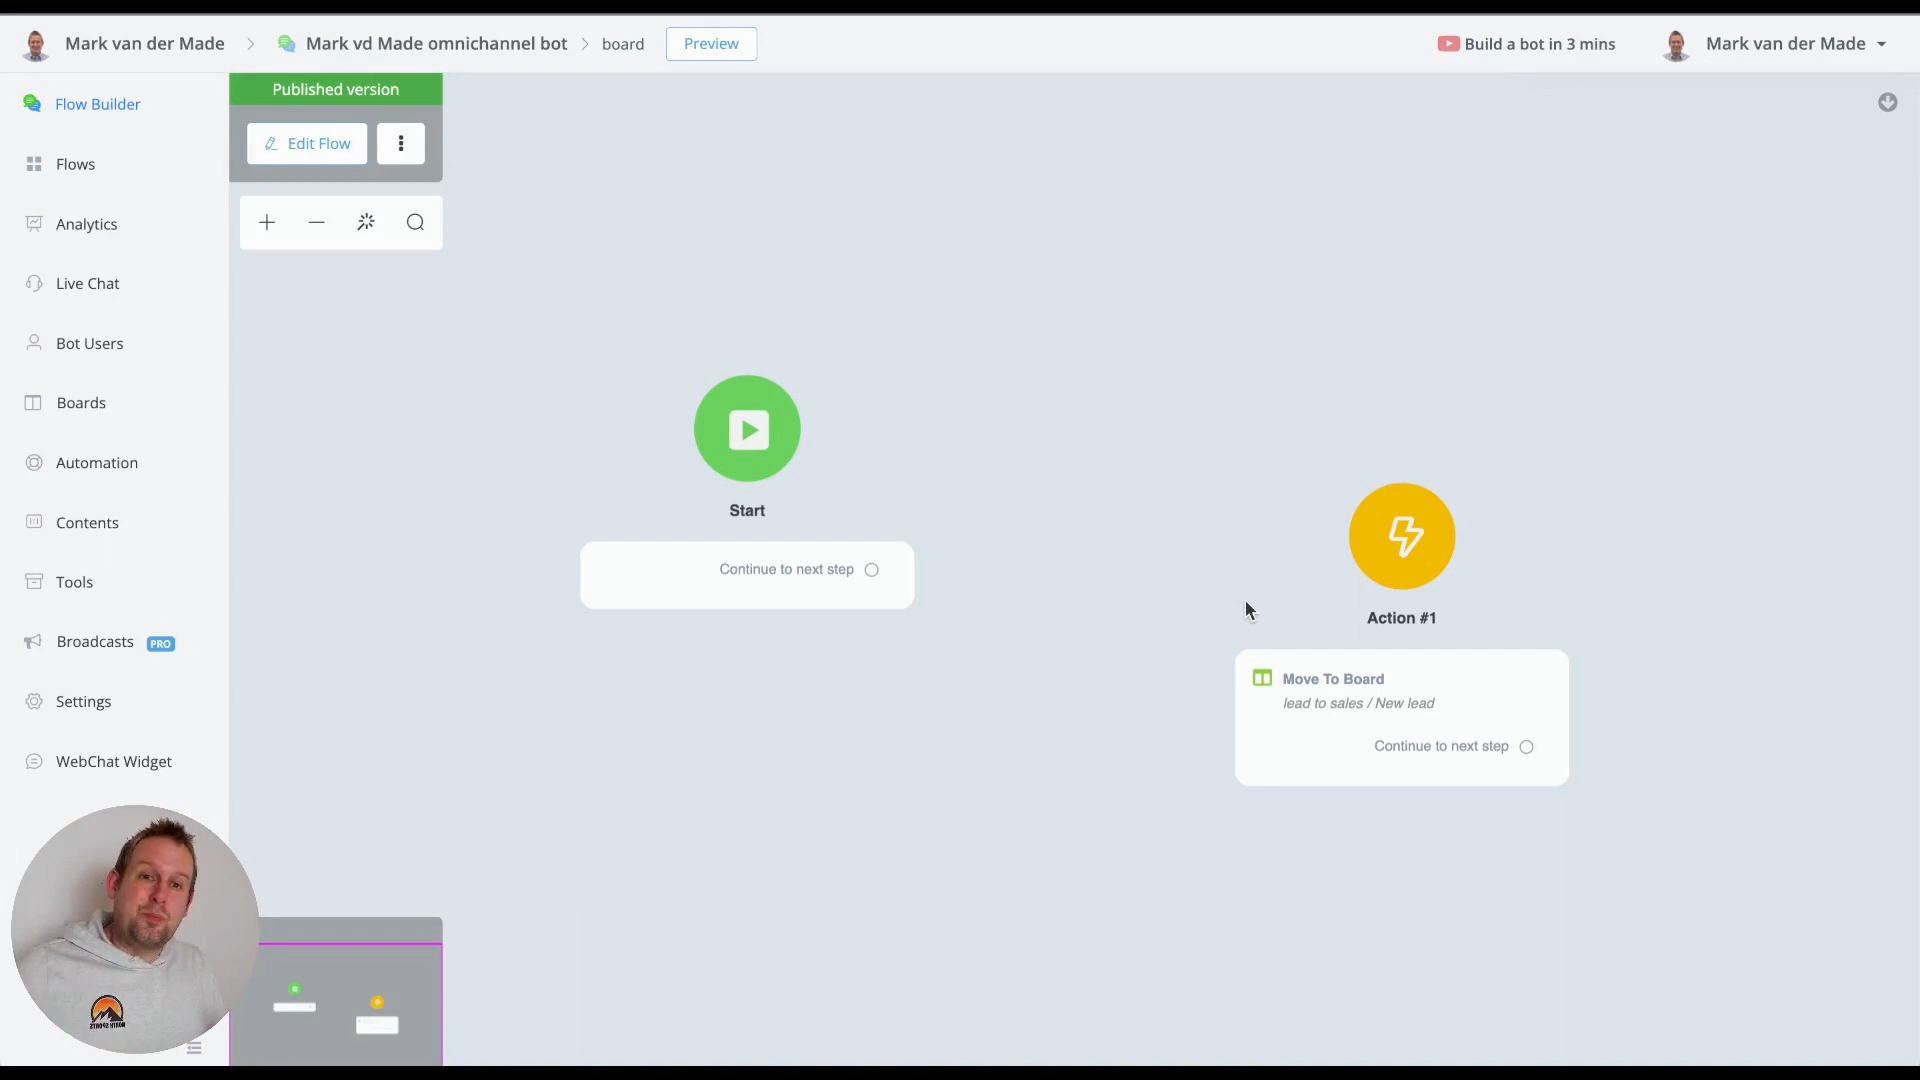 Mark van der Made
Mark vd Made omnichannel bot
board
Preview
Build a bot in 3 mins
Mark van der Made
Flow Builder
Flows
Analytics
Live Chat
Bot Users
Boards
Automation
Contents
Tools
Broadcasts PRO
Settings
WebChat Widget
Published version
Edit Flow
Start
Continue to next step
Action #1
Move To Board
lead to sales / New lead
Continue to next step